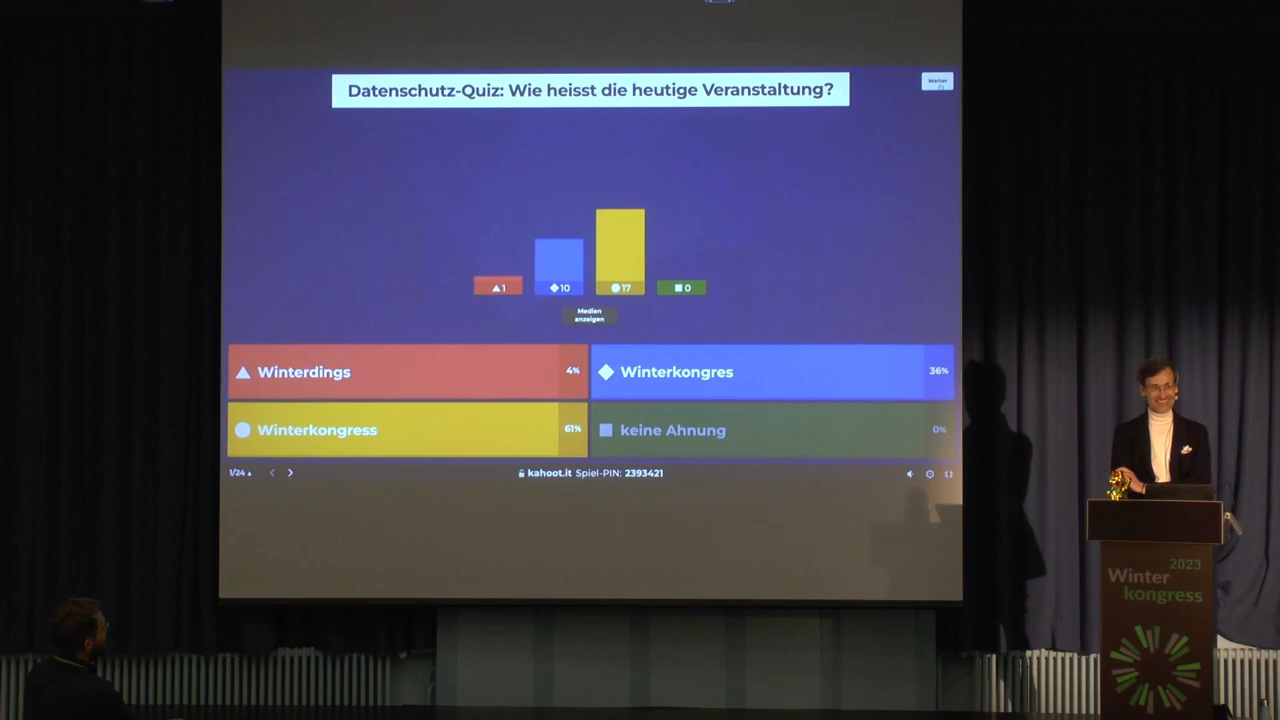 Datenschutz-Quiz: Wie heisst die heutige Veranstaltung?
Weiter
1
10
17
0
Medien
anzeigen
Winterdings 4%
Winterkongres 36%
Winterkongress 61%
keine Ahnung 0%
1/24
kahoot.it Spiel-PIN: 2393421
2023
Winter
kongress